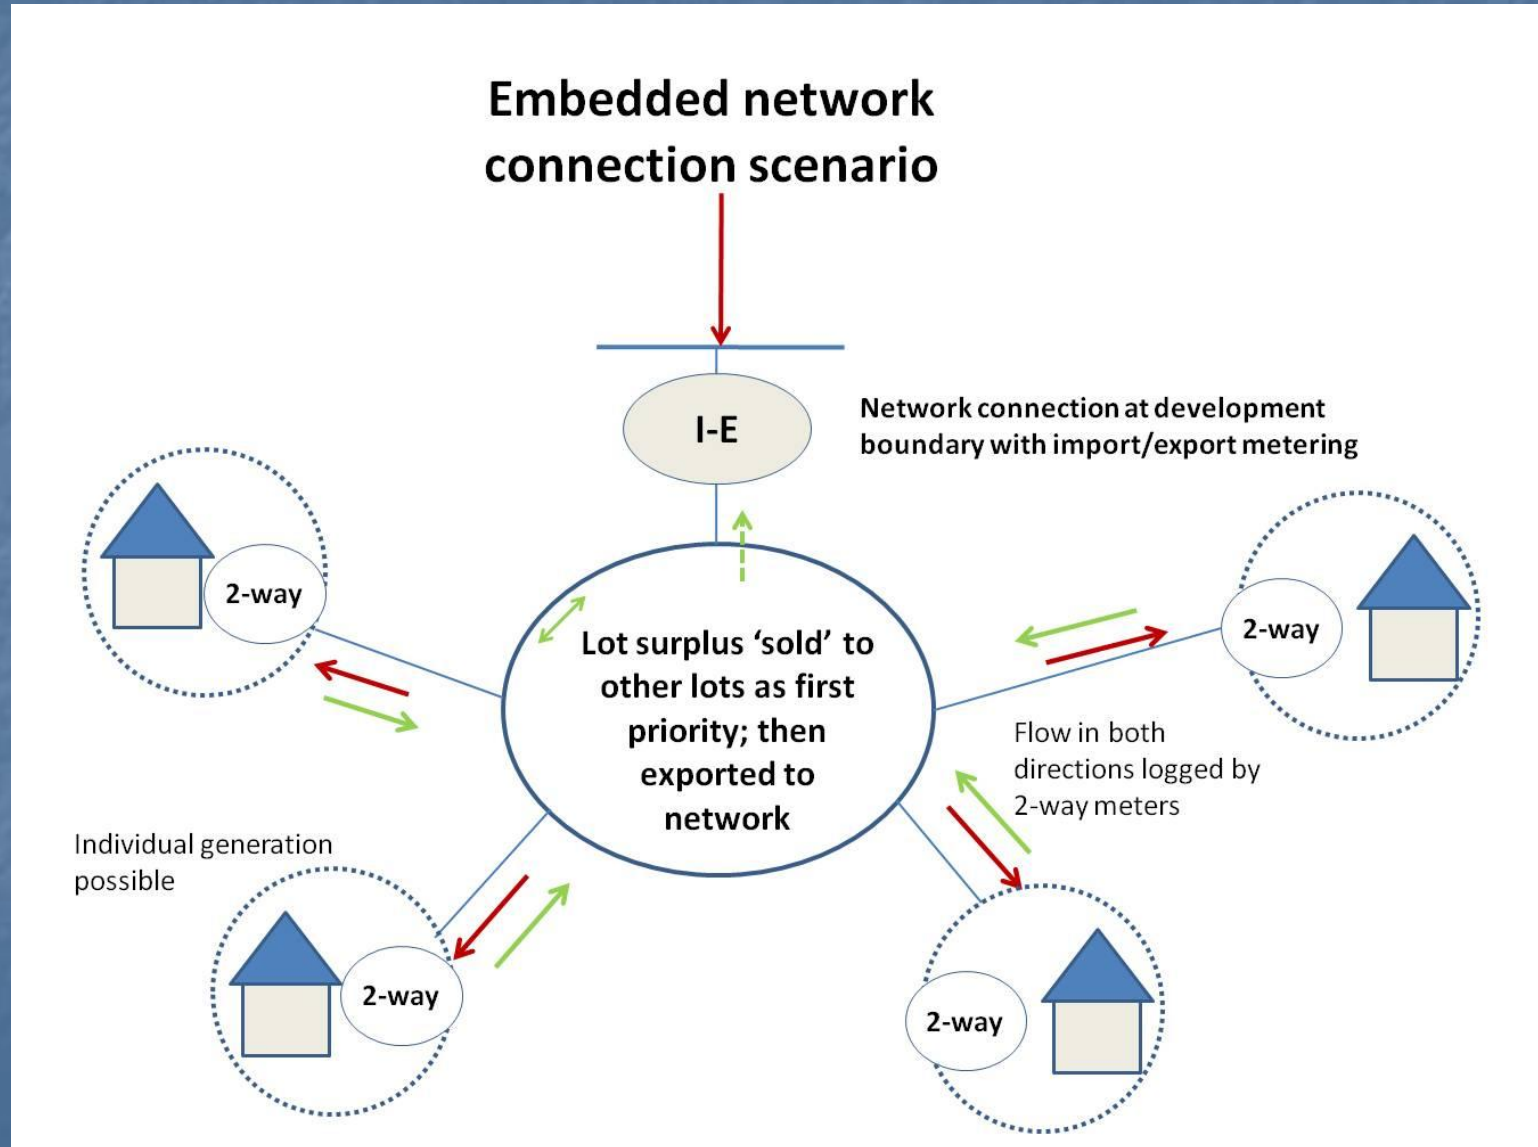 Embedded network
connection scenario
I-E
Network connection at development
boundary with import/export metering
2-way
2-way
Lot surplus ‘sold’ to
other lots as first
priority; then
exported to
network
Flow in both
directions logged by
2-way meters
Individual generation
possible
2-way
2-way